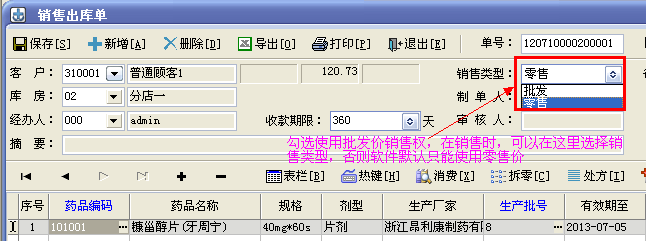 销售出库单
保存[S] 新增[A] 删除[D] 导出[O] 打印[P] 退出[E] 单号: 120710000200001
客 户: 310001 普通顾客1 120.73 销售类型: 零售
批发
库 房: 02 分店一 制 单 人 零售
经办人: 000 admin 收款期限: 360 天 审 核 人:
摘 要:
勾选使用批发价销售权，在销售时，可以在这里选择销
售类型，否则软件默认只能使用零售价
表栏[B] 热键[H] 消费[X] 拆零[C] 处方[I]
序号 药品编码 药品名称 规格 剂型 生产厂家 生产批号 有效期至
1 101001 糠甾醇片(牙周宁) 40mg*60s 片剂 浙江昂利康制药有 8 2013-07-05